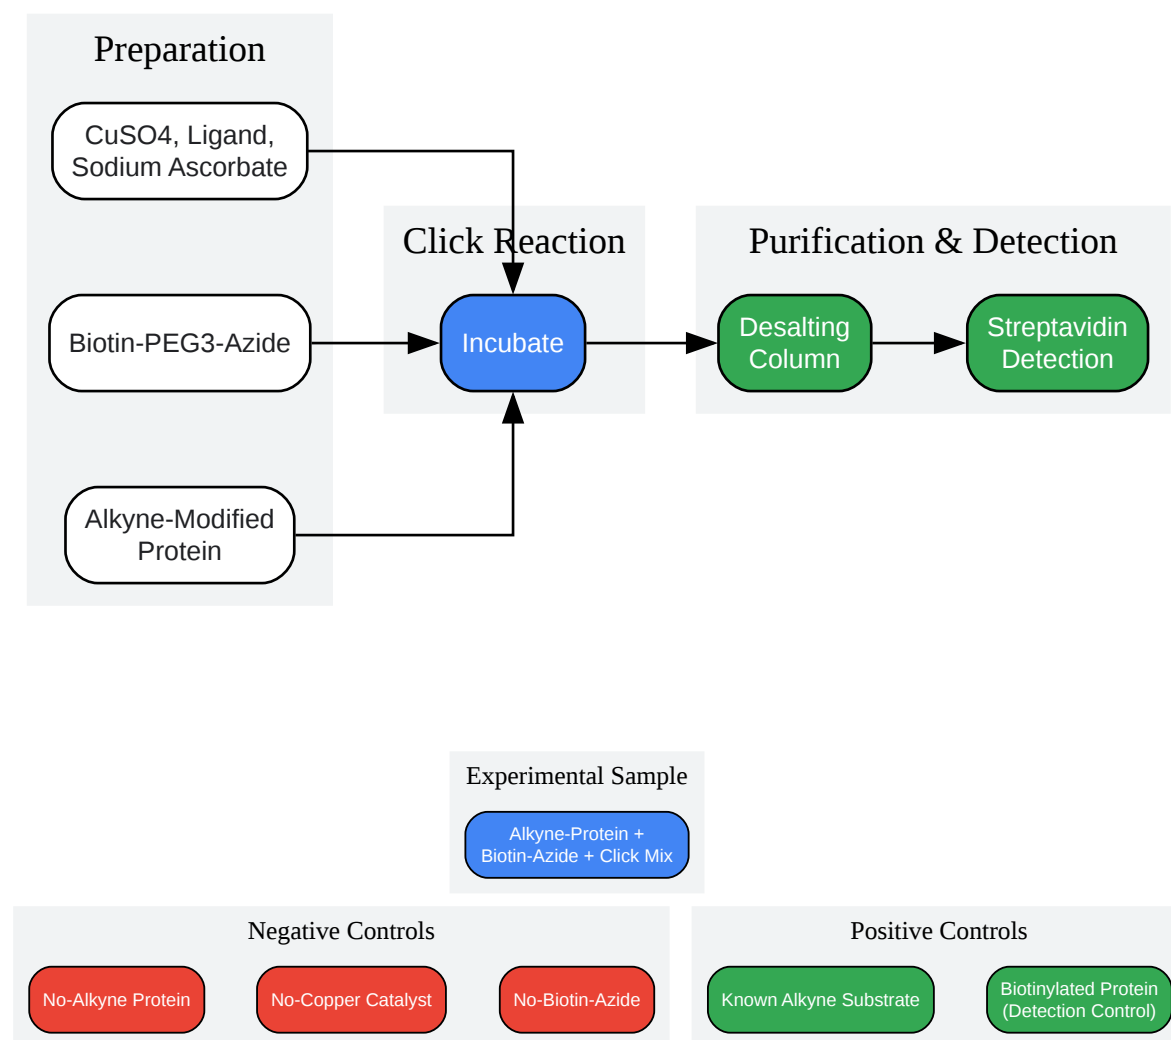 Preparation
CuSO4, Ligand,
Sodium Ascorbate
Click Reaction
Purification & Detection
Biotin-PEG3-Azide
Incubate
Desalting
Column
Streptavidin
Detection
Alkyne-Modified
Protein
Experimental Sample
Alkyne-Protein +
Biotin-Azide + Click Mix
Negative Controls
Positive Controls
No-Alkyne Protein
No-Copper Catalyst
No-Biotin-Azide
Known Alkyne Substrate
Biotinylated Protein
(Detection Control)